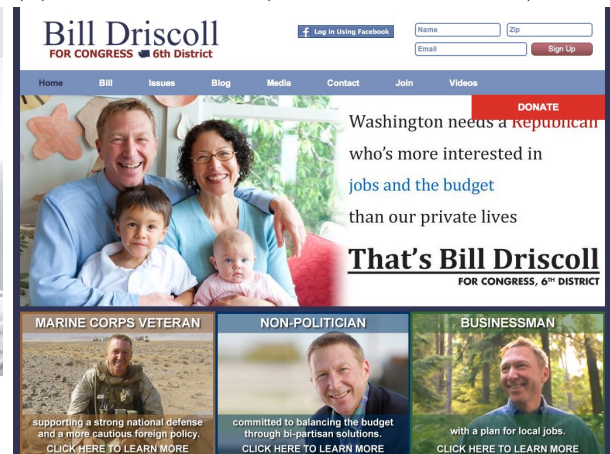 Bill Driscoll
FOR CONGRESS 6th District
f Log in Using Facebook
Name
Zip
Email
Sign Up
Home Bill Issues Blog Media Contact Join Videos
DONATE
Washington needs a Republican
who's more interested in
jobs and the budget
than our private lives
That's Bill Driscoll
FOR CONGRESS, 6TH DISTRICT
MARINE CORPS VETERAN
supporting a strong national defense
and a more cautious foreign policy.
CLICK HERE TO LEARN MORE
NON-POLITICIAN
committed to balancing the budget
through bi-partisan solutions.
CLICK HERE TO LEARN MORE
BUSINESSMAN
with a plan for local jobs.
CLICK HERE TO LEARN MORE